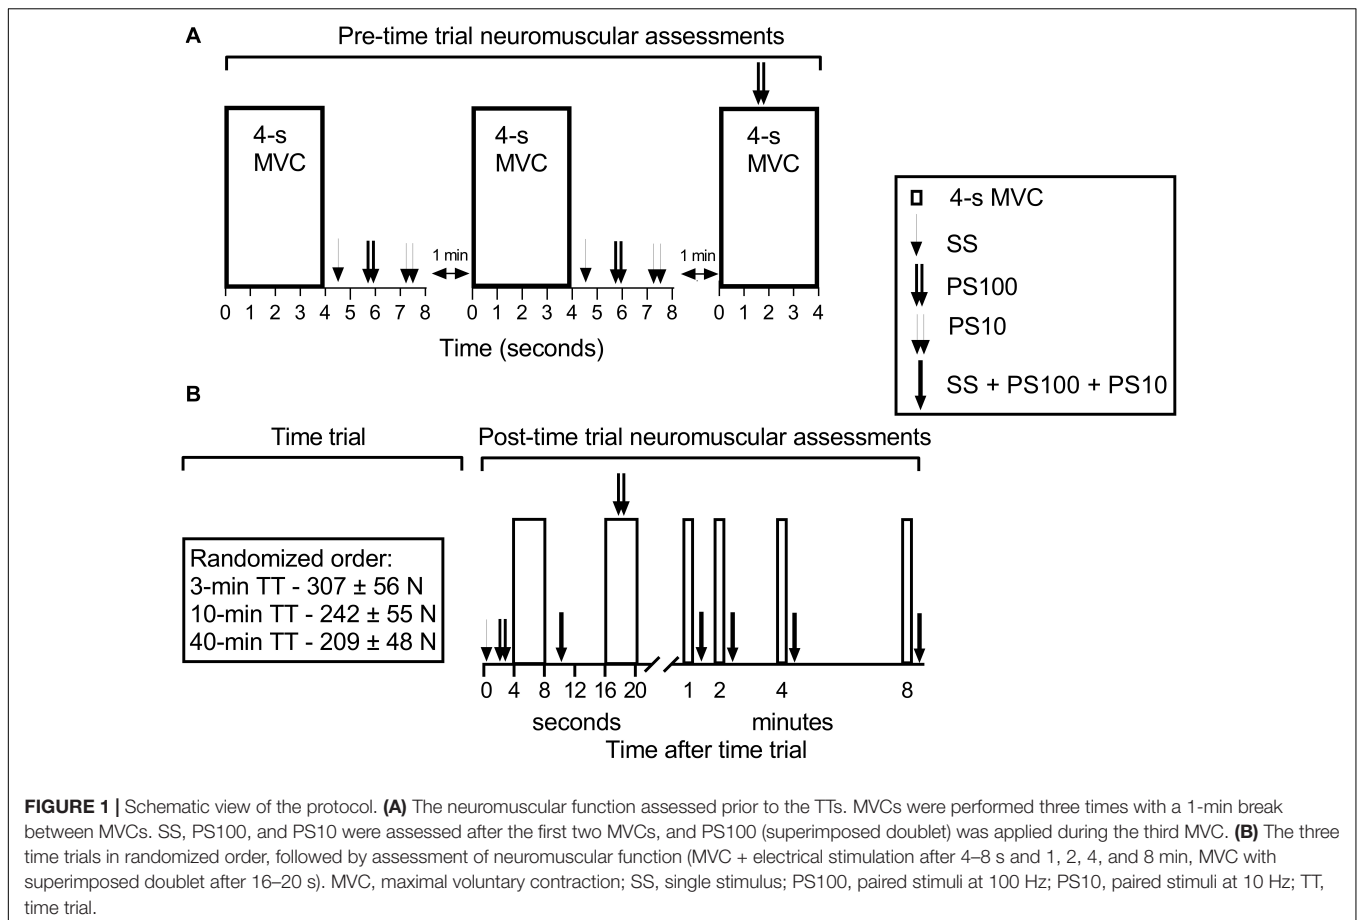 A
Pre-time trial neuromuscular assessments
4-s
MVC
4-s
MVC
4-s
MVC
1 min
1 min
0 1 2 3 4 5 6 7 8
0 1 2 3 4 5 6 7 8
0 1 2 3 4
Time (seconds)
4-s MVC
SS
PS100
PS10
SS + PS100 + PS10
B
Time trial
Post-time trial neuromuscular assessments
Randomized order:
3-min TT - 307 ± 56 N
10-min TT - 242 ± 55 N
40-min TT - 209 ± 48 N
0 4 8 12 16 20
1 2 4 8
seconds
minutes
Time after time trial
FIGURE 1 | Schematic view of the protocol. (A) The neuromuscular function assessed prior to the TTs. MVCs were performed three times with a 1-min break
between MVCs. SS, PS100, and PS10 were assessed after the first two MVCs, and PS100 (superimposed doublet) was applied during the third MVC. (B) The three
time trials in randomized order, followed by assessment of neuromuscular function (MVC + electrical stimulation after 4–8 s and 1, 2, 4, and 8 min, MVC with
superimposed doublet after 16–20 s). MVC, maximal voluntary contraction; SS, single stimulus; PS100, paired stimuli at 100 Hz; PS10, paired stimuli at 10 Hz; TT,
time trial.